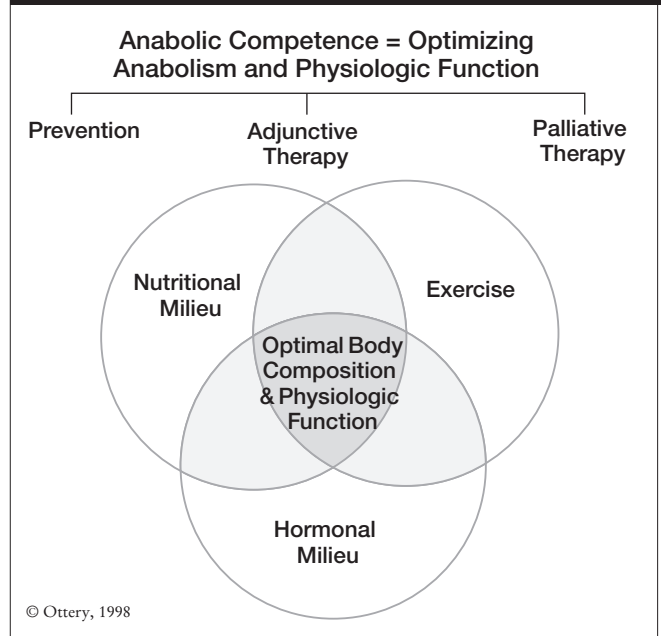 Anabolic Competence = Optimizing
Anabolism and Physiologic Function
Prevention
Adjunctive
Therapy
Palliative
Therapy
Nutritional
Milieu
Exercise
Optimal Body
Composition
& Physiologic
Function
Hormonal
Milieu
© Ottery, 1998